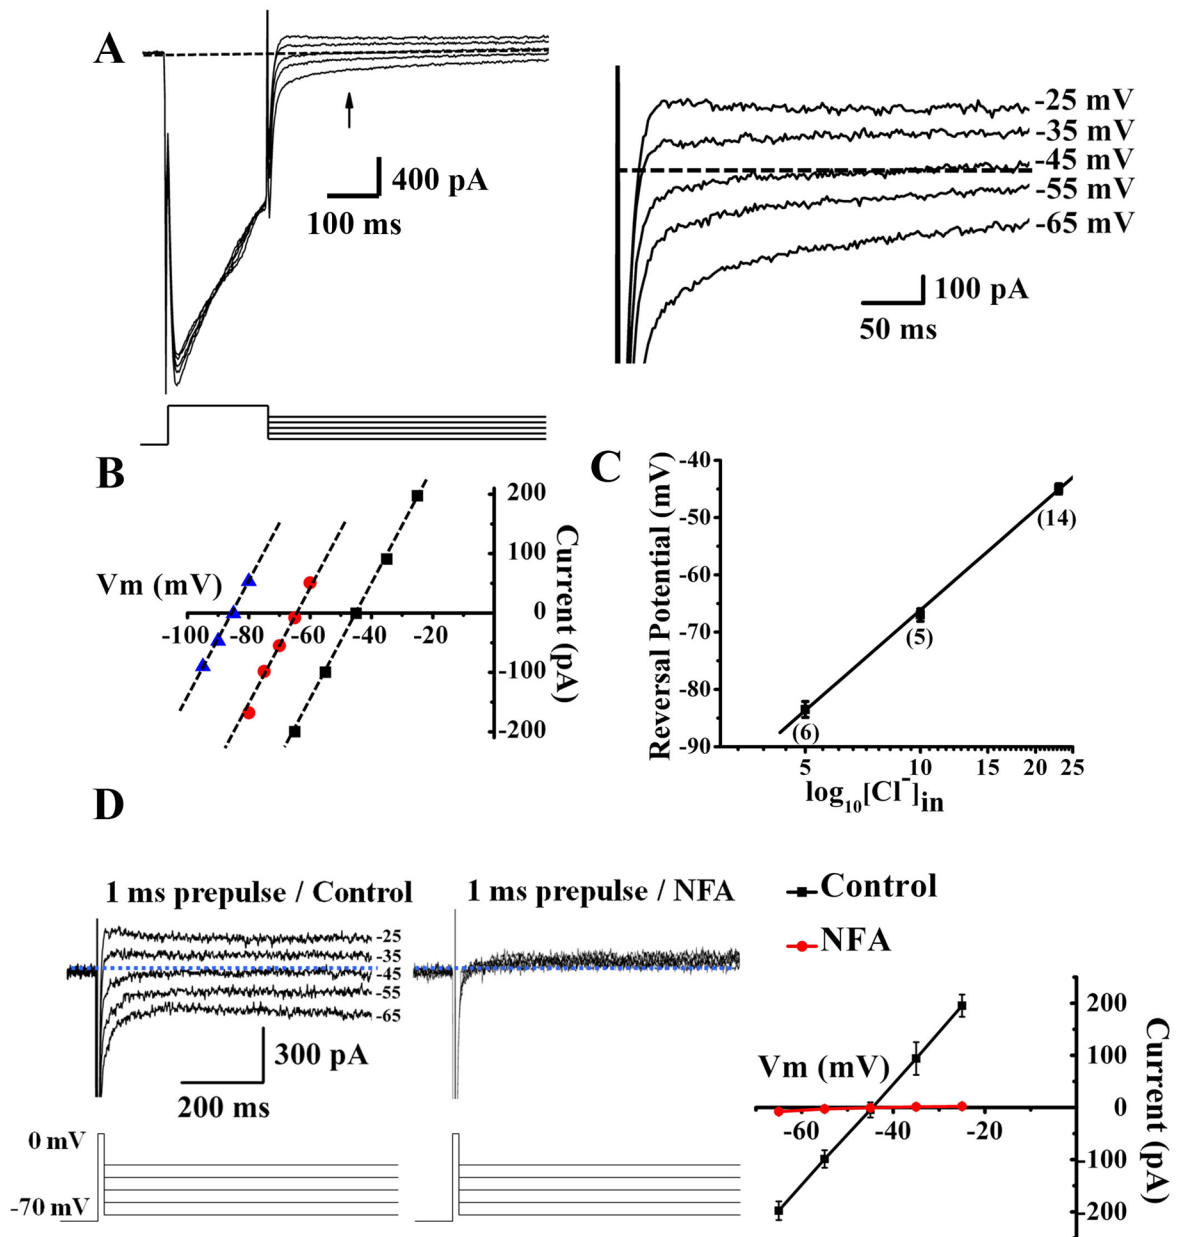 A
400 pA
100 ms
-25 mV
-35 mV
-45 mV
-55 mV
-65 mV
100 pA
50 ms
B
Vm (mV)
-100 -80 -60 -40 -20
200
100
0
-100
-200
Current (pA)
C
Reversal Potential (mV)
-40
-50
-60
-70
-80
-90
(14)
(5)
(6)
5 10 15 20 25
log10[Cl-]in
D
1 ms prepulse / Control
-25
-35
-45
-55
-65
300 pA
200 ms
0 mV
-70 mV
1 ms prepulse / NFA
Control
NFA
Vm (mV)
-60 -40 -20
200
100
0
-100
-200
Current (pA)